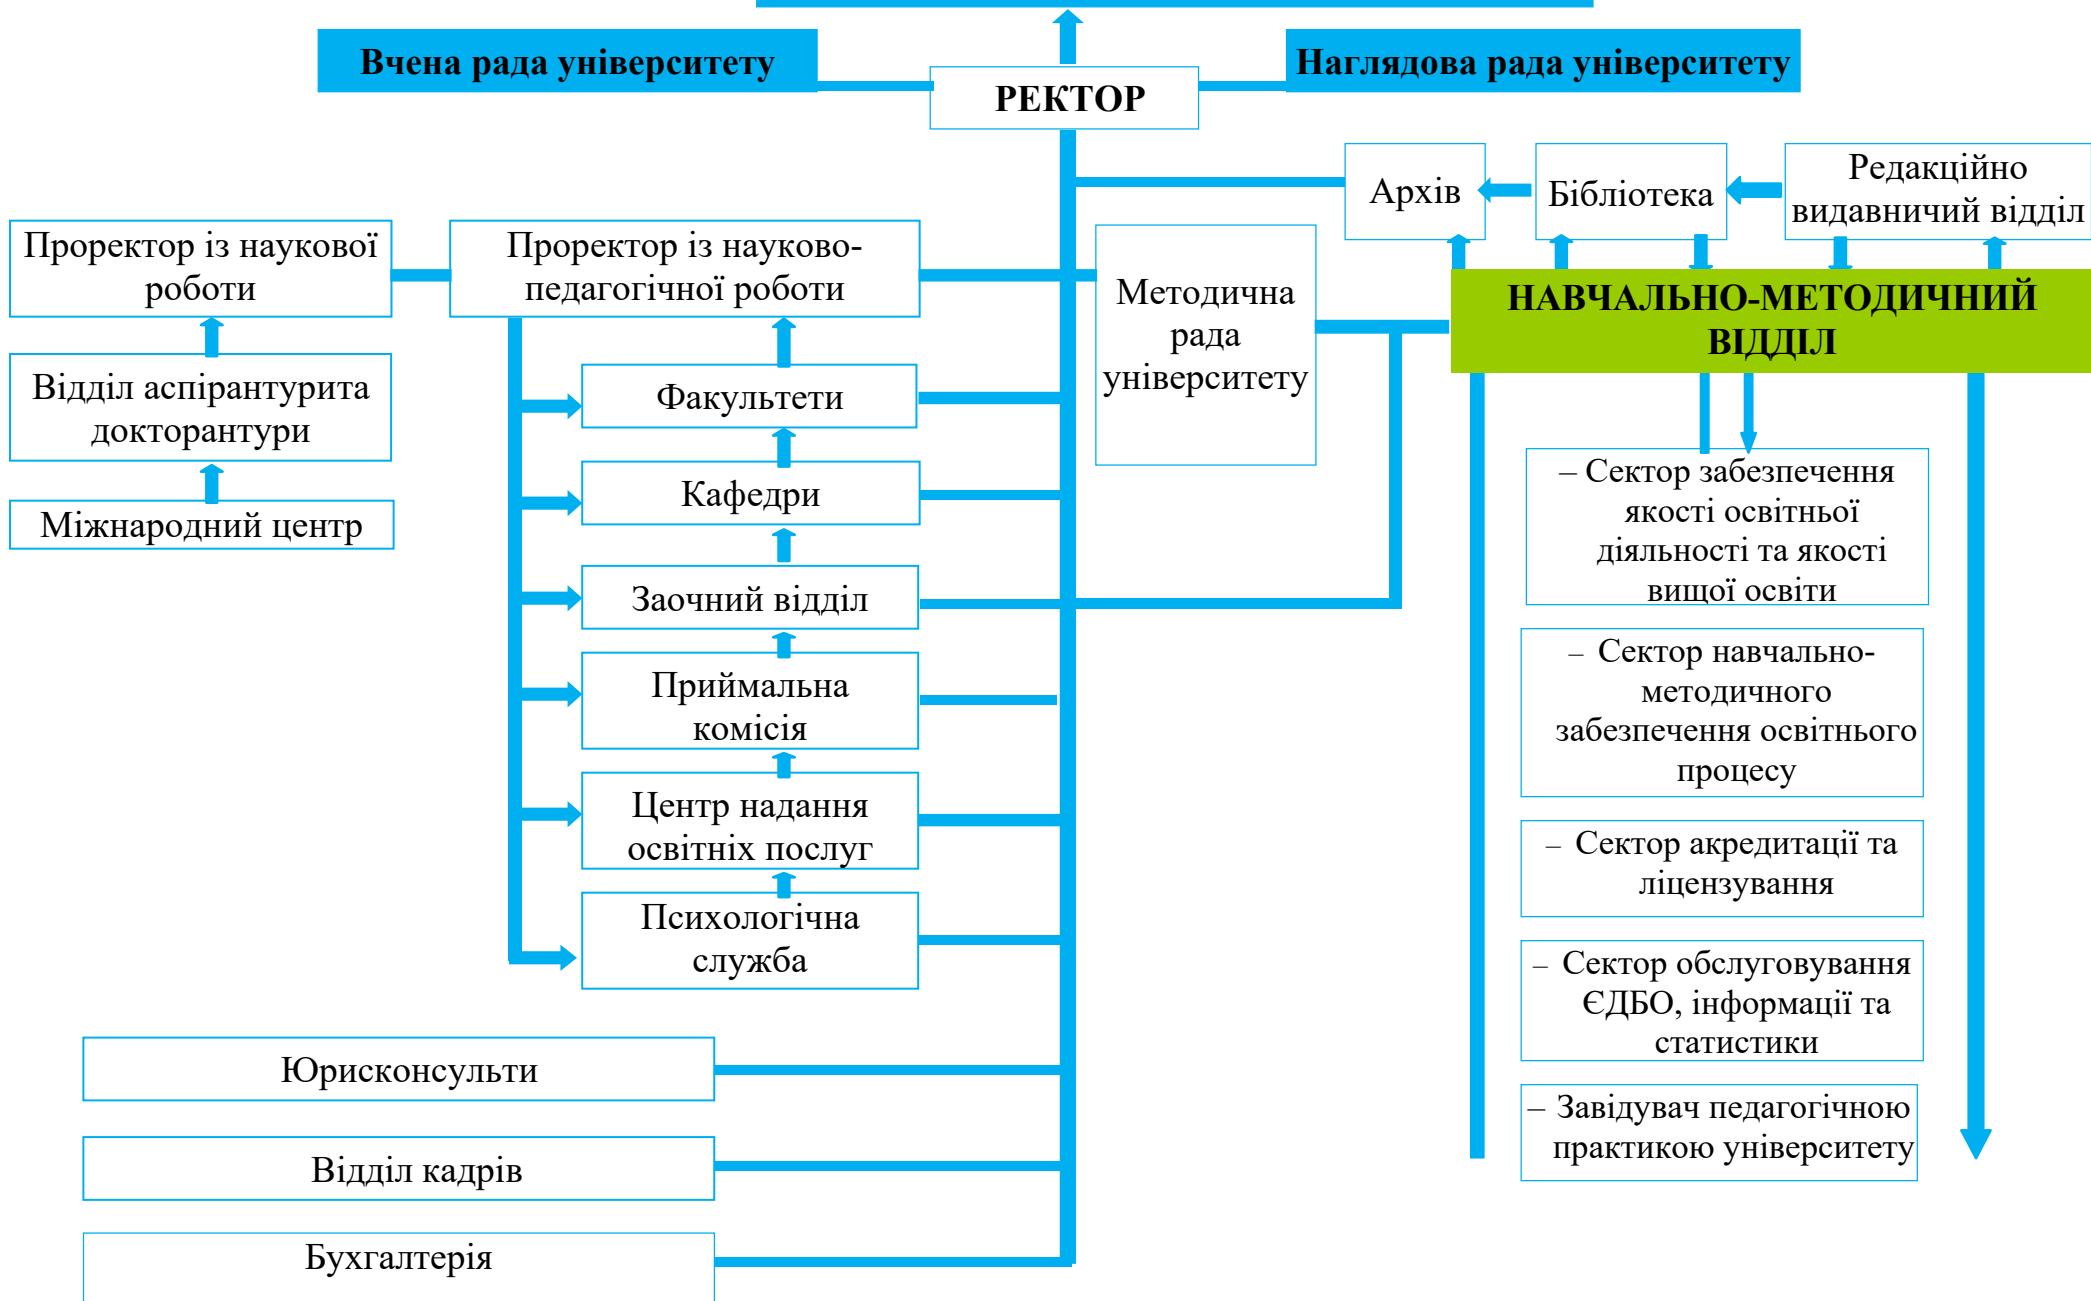 Вчена рада університету
Наглядова рада університету
РЕКТОР
Архів
Бібліотека
Редакційно
видавничий відділ
Проректор із наукової
роботи
Проректор із науково-
педагогічної роботи
Методична
рада
університету
НАВЧАЛЬНО-МЕТОДИЧНИЙ
ВІДДІЛ
Відділ аспірантурита
докторантури
Міжнародний центр
Факультети
Кафедри
Заочний відділ
Приймальна
комісія
Центр надання
освітніх послуг
Психологічна
служба
– Сектор забезпечення
якості освітньої
діяльності та якості
вищої освіти
– Сектор навчально-
методичного
забезпечення освітнього
процесу
– Сектор акредитації та
ліцензування
– Сектор обслуговування
ЄДБО, інформації та
статистики
– Завідувач педагогічною
практикою університету
Юрисконсульти
Відділ кадрів
Бухгалтерія